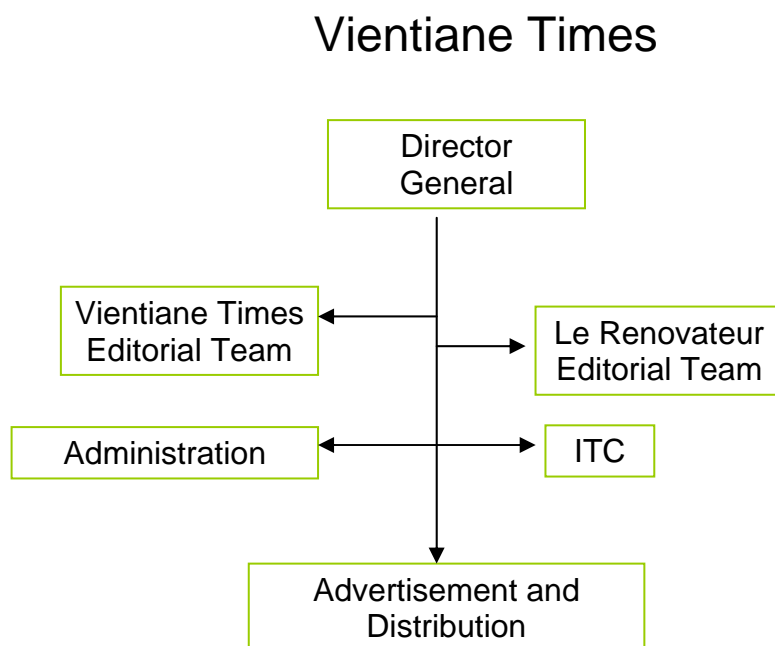 Vientiane Times
Director
General
Vientiane Times
Editorial Team
Le Renovateur
Editorial Team
Administration
ITC
Advertisement and
Distribution